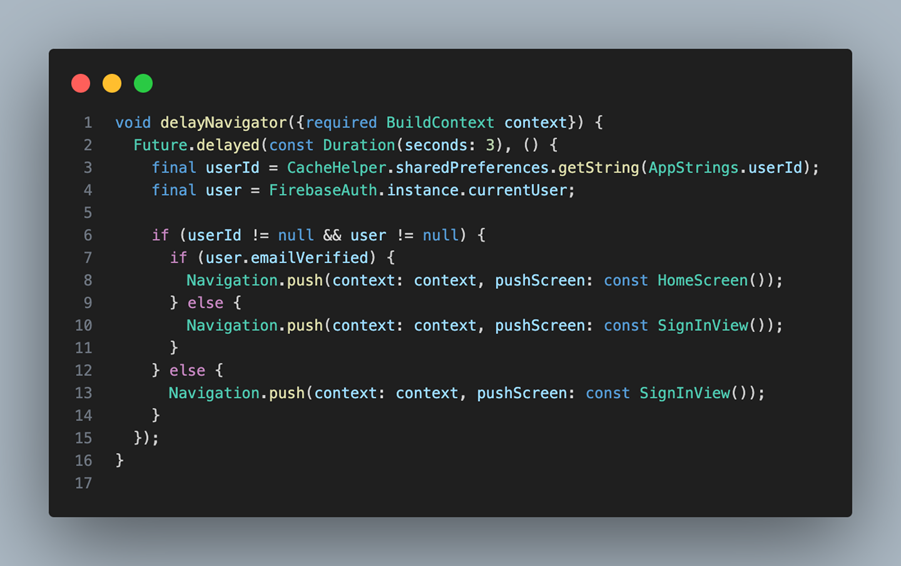 1 void delayNavigator({required BuildContext context}) {
2   Future.delayed(const Duration(seconds: 3), () {
3     final userId = CacheHelper.sharedPreferences.getString(AppStrings.userId);
4     final user = FirebaseAuth.instance.currentUser;
5
6     if (userId != null && user != null) {
7       if (user.emailVerified) {
8         Navigation.push(context: context, pushScreen: const HomeScreen());
9       } else {
10         Navigation.push(context: context, pushScreen: const SignInView());
11       }
12     } else {
13       Navigation.push(context: context, pushScreen: const SignInView());
14     }
15   });
16 }
17